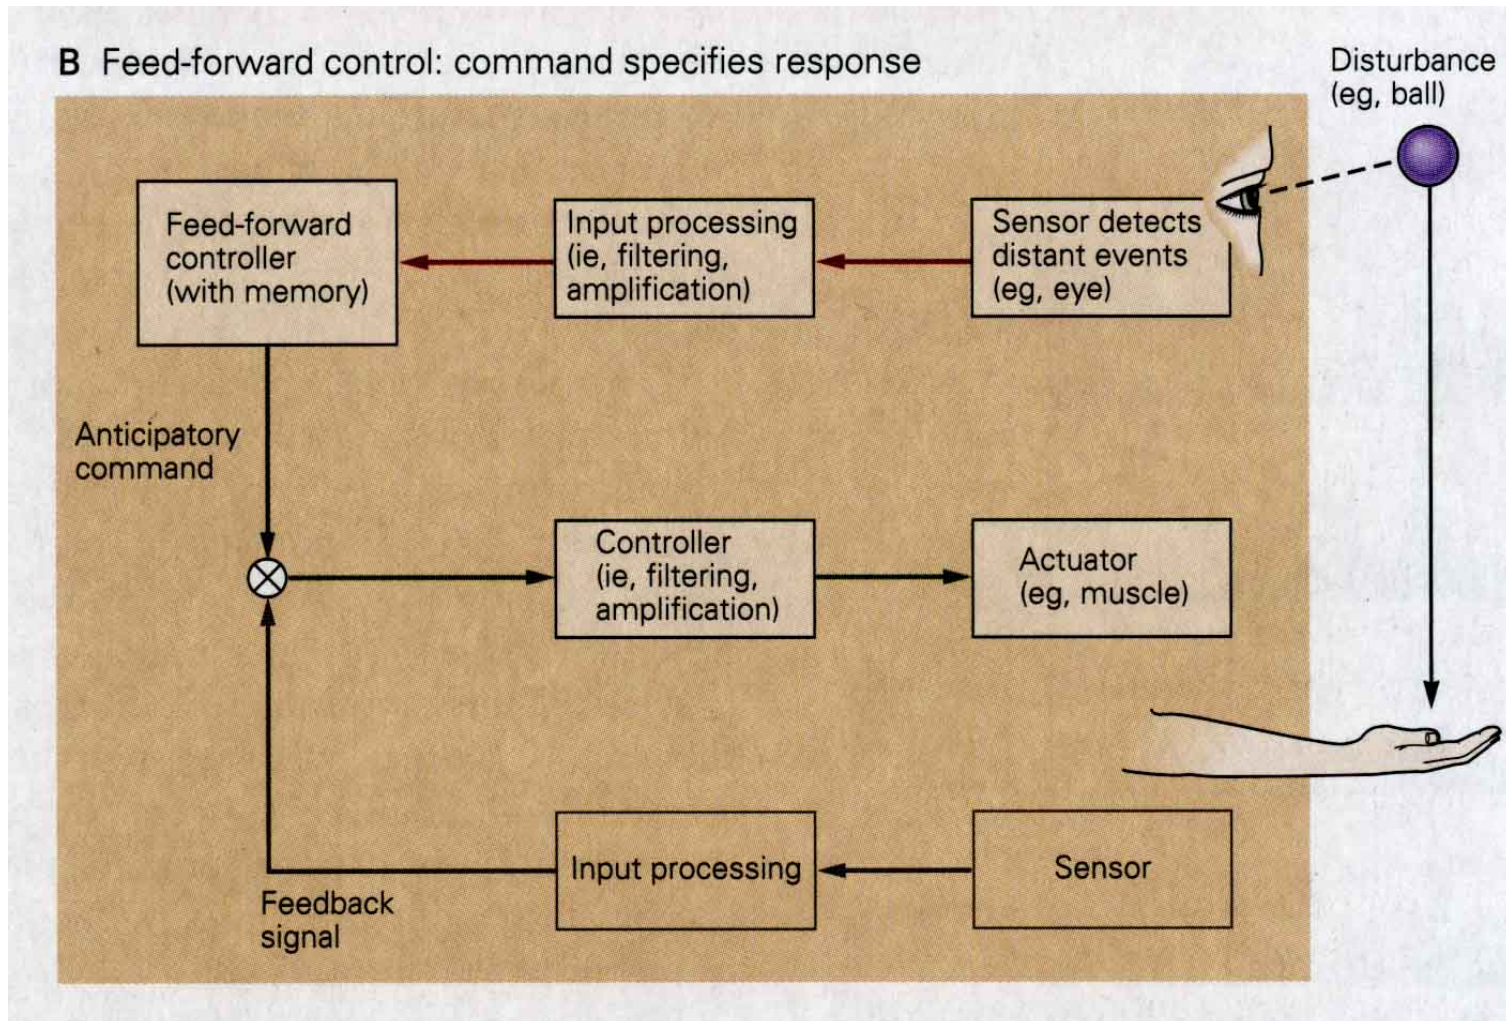 B Feed-forward control: command specifies response
Disturbance
(eg, ball)
Feed-forward
controller
(with memory)
Input processing
(ie, filtering,
amplification)
Sensor detects
distant events
(eg, eye)
Anticipatory
command
Controller
(ie, filtering,
amplification)
Actuator
(eg, muscle)
Input processing
Sensor
Feedback
signal